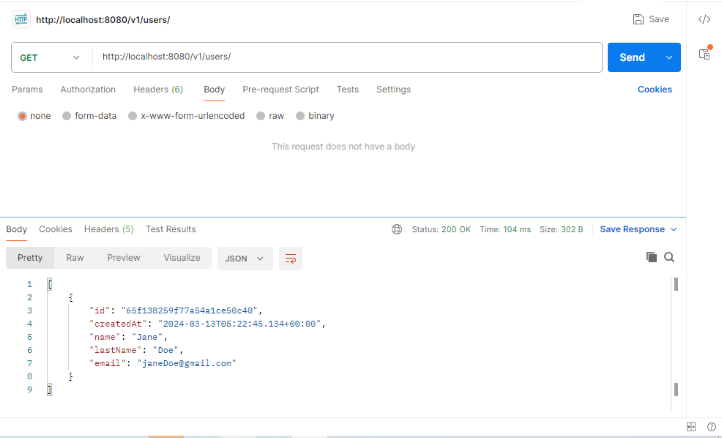 HTTP http://localhost:8080/v1/users/ Save
GET http://localhost:8080/v1/users/ Send
Params Authorization Headers (6) Body Pre-request Script Tests Settings Cookies
none form-data x-www-form-urlencoded raw binary
This request does not have a body
Body Cookies Headers (5) Test Results Status: 200 OK Time: 104 ms Size: 302 B Save Response
Pretty Raw Preview Visualize JSON
1 [
2 {
3 "id": "65f138259f77a54a1ce50c40",
4 "createdAt": "2024-03-13T05:22:45.134+00:00",
5 "name": "Jane",
6 "lastName": "Doe",
7 "email": "janeDoe@gmail.com"
8 }
9 ]